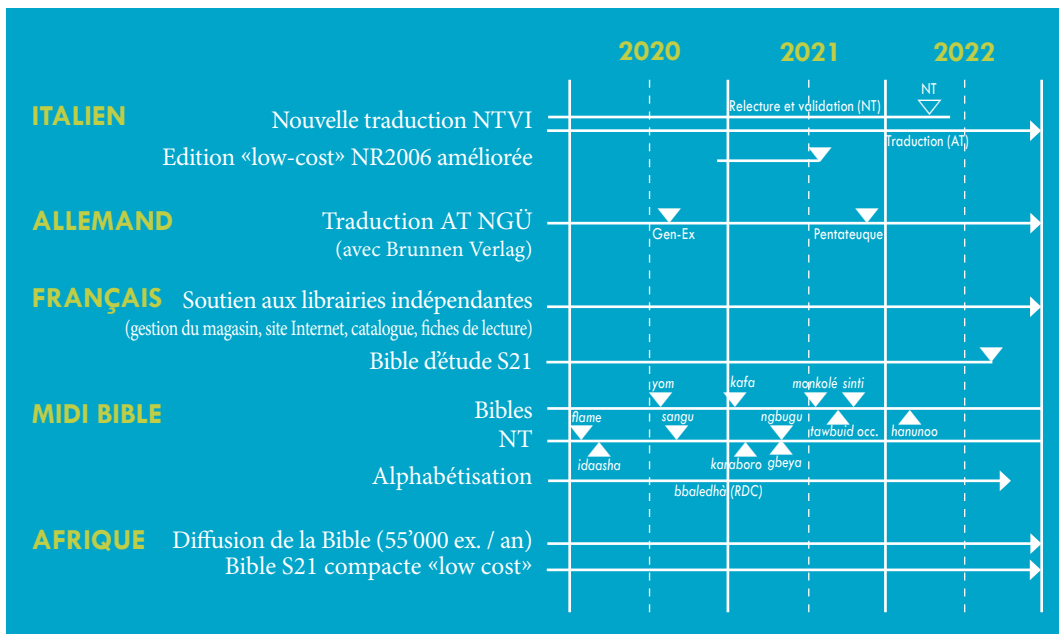 2020 2021 2022
NT
Relecture et validation (NT)
ITALIEN
Nouvelle traduction NTVI
Traduction (AT)
Edition «low-cost» NR2006 améliorée
ALLEMAND
Traduction AT NGÜ
Gen-Ex Pentateuque
(avec Brunnen Verlag)
FRANÇAIS
Soutien aux librairies indépendantes
(gestion du magasin, site Internet, catalogue, fiches de lecture)
Bible d'étude S21
yom kafa monkolé sinti
MIDI BIBLE
Bibles
flame sangu ngbugu tawbuid occ. hanunoo
NT
idaasha karaboro gbeya
Alphabétisation
bbaledhà (RDC)
AFRIQUE
Diffusion de la Bible (55'000 ex. / an)
Bible S21 compacte «low cost»